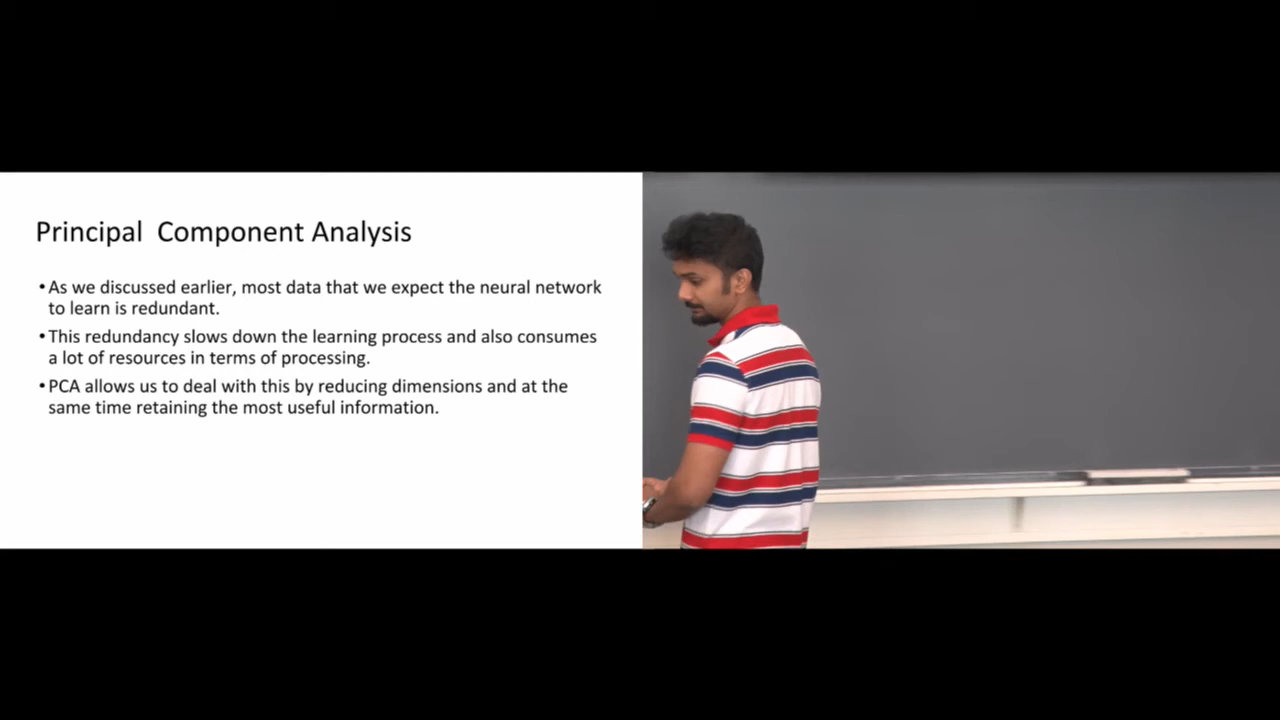 Principal  Component Analysis
•As we discussed earlier, most data that we expect the neural network
to learn is redundant.
•This redundancy slows down the learning process and also consumes
a lot of resources in terms of processing.
•PCA allows us to deal with this by reducing dimensions and at the
same time retaining the most useful information.